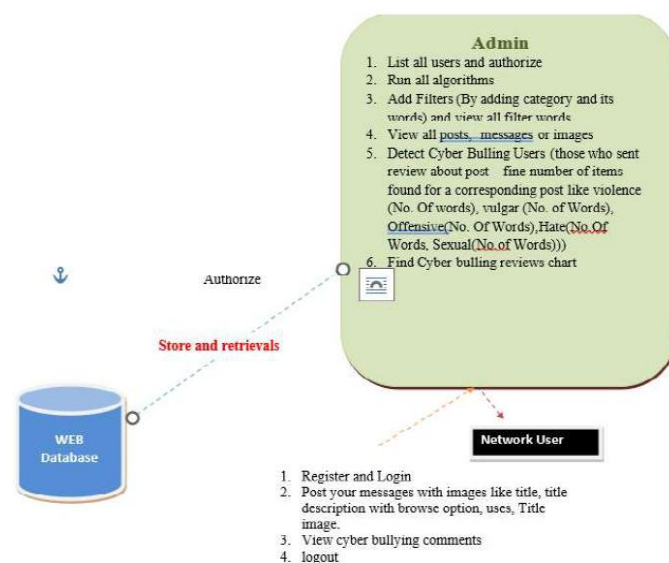 Admin
1. List all users and authorize
2. Run all algorithms
3. Add Filters (By adding category and its
words) and view all filter words
4. View all posts, messages or images
5. Detect Cyber Bulling Users (those who sent
review about post fine number of items
found for a corresponding post like violence
(No. Of words), vulgar (No. of Words),
Offensive(No. Of Words),Hate(No.Of
Words, Sexual(No.of Words)))
6. Find Cyber bulling reviews chart
Authorize
Store and retrievals
WEB
Database
Network User
1. Register and Login
2. Post your messages with images like title, title
description with browse option, uses, Title
image.
3. View cyber bullying comments
4. logout